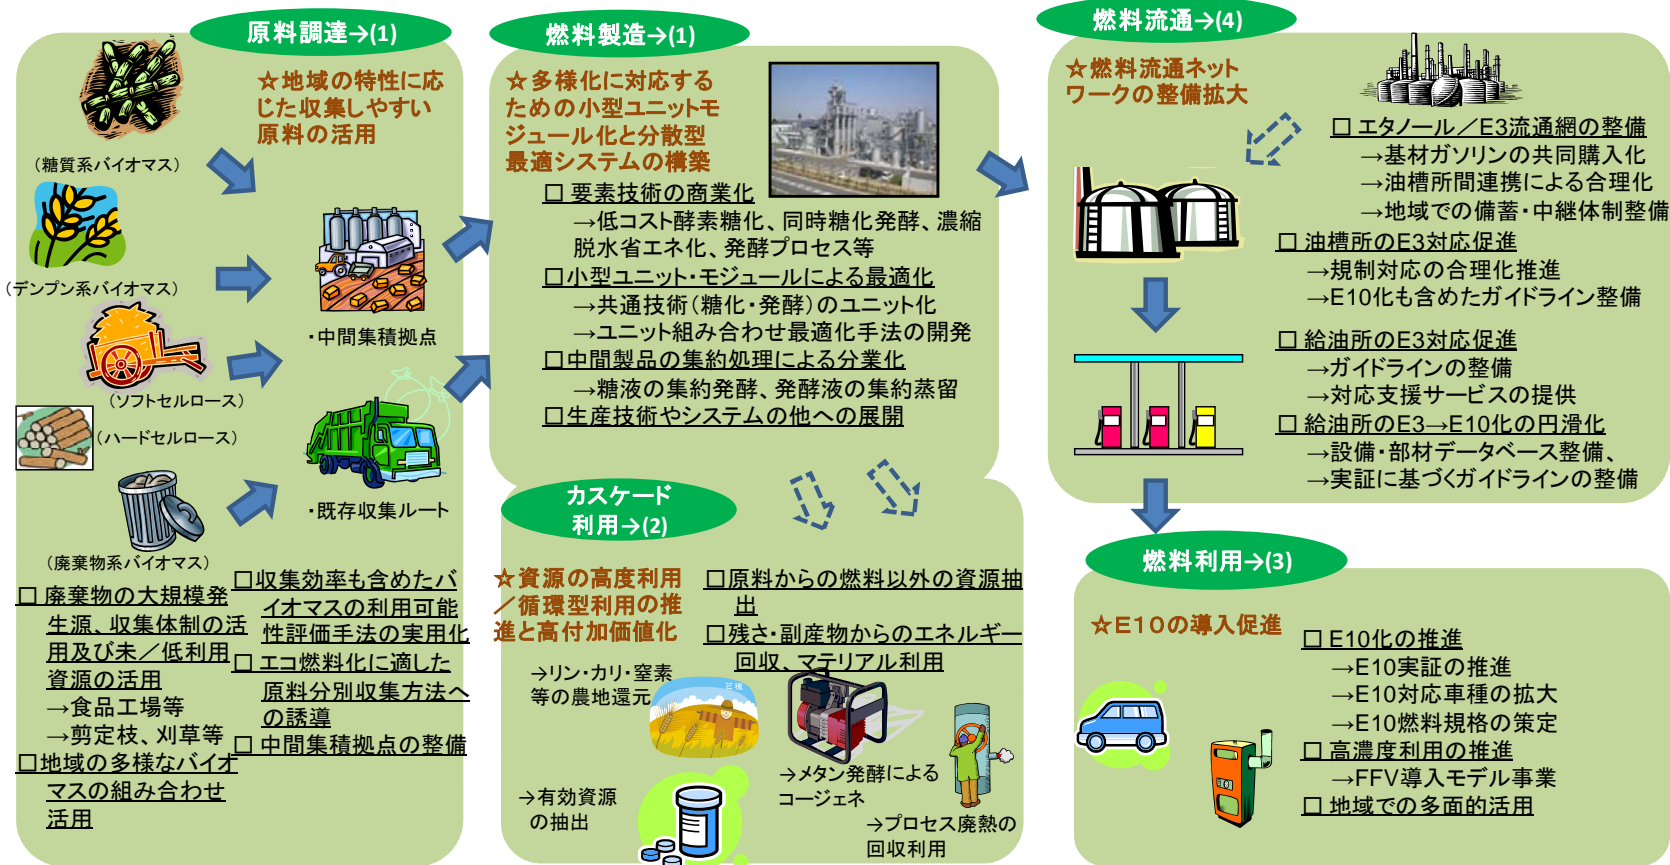 原料調達→(1)
☆地域の特性に応
じた収集しやすい
原料の活用
(糖質系バイオマス)
(デンプン系バイオマス)
(ソフトセルロース)
(ハードセルロース)
(廃棄物系バイオマス)
・中間集積拠点
・既存収集ルート
□ 廃棄物の大規模発
生源、収集体制の活
用及び未／低利用
資源の活用
→食品工場等
→剪定枝、刈草等
□地域の多様なバイオ
マスの組み合わせ
活用
□収集効率も含めたバ
イオマスの利用可能
性評価手法の実用化
□ エコ燃料化に適した
原料分別収集方法へ
の誘導
□ 中間集積拠点の整備
燃料製造→(1)
☆多様化に対応する
ための小型ユニットモ
ジュール化と分散型
最適システムの構築
□ 要素技術の商業化
→低コスト酵素糖化、同時糖化発酵、濃縮
脱水省エネ化、発酵プロセス等
□小型ユニット・モジュールによる最適化
→共通技術(糖化・発酵)のユニット化
→ユニット組み合わせ最適化手法の開発
□中間製品の集約処理による分業化
→糖液の集約発酵、発酵液の集約蒸留
□生産技術やシステムの他への展開
カスケード
利用→(2)
☆資源の高度利用
／循環型利用の推
進と高付加価値化
□原料からの燃料以外の資源抽
出
□残さ・副産物からのエネルギー
回収、マテリアル利用
→リン・カリ・窒素
等の農地還元
→有効資源
の抽出
→メタン発酵による
コージェネ
→プロセス廃熱の
回収利用
燃料流通→(4)
☆燃料流通ネット
ワークの整備拡大
□ エタノール／E3流通網の整備
→基材ガソリンの共同購入化
→油槽所間連携による合理化
→地域での備蓄・中継体制整備
□ 油槽所のE3対応促進
→規制対応の合理化推進
→E10化も含めたガイドライン整備
□ 給油所のE3対応促進
→ガイドラインの整備
→対応支援サービスの提供
□ 給油所のE3→E10化の円滑化
→設備・部材データベース整備、
→実証に基づくガイドラインの整備
燃料利用→(3)
☆E１０の導入促進
□ E10化の推進
→E10実証の推進
→E10対応車種の拡大
→E10燃料規格の策定
□ 高濃度利用の推進
→FFV導入モデル事業
□ 地域での多面的活用